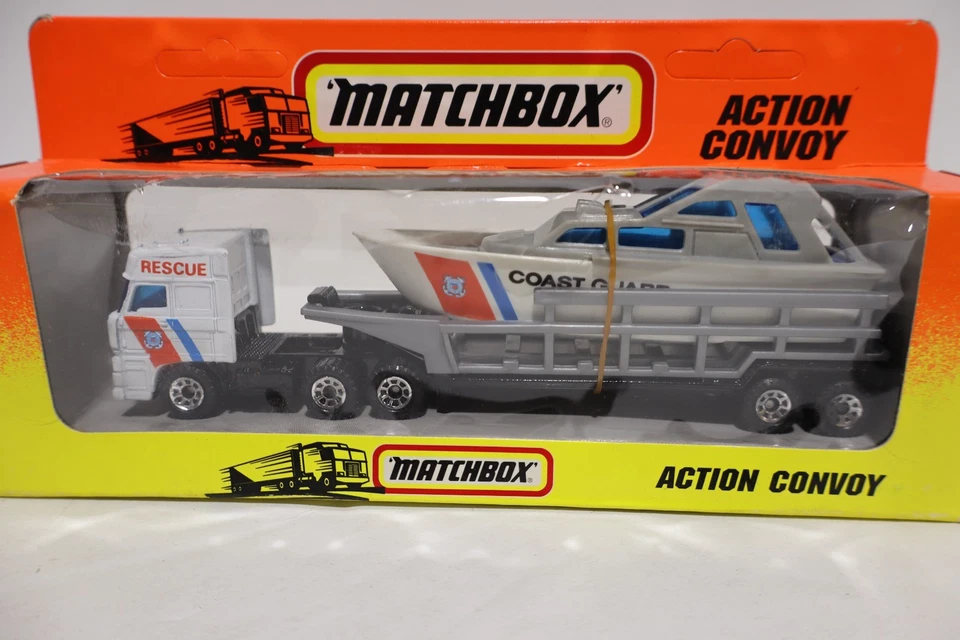 'MATCHBOX'®
ACTION
CONVOY
RESCUE
COAST GUARD
'MATCHBOX'®
ACTION CONVOY